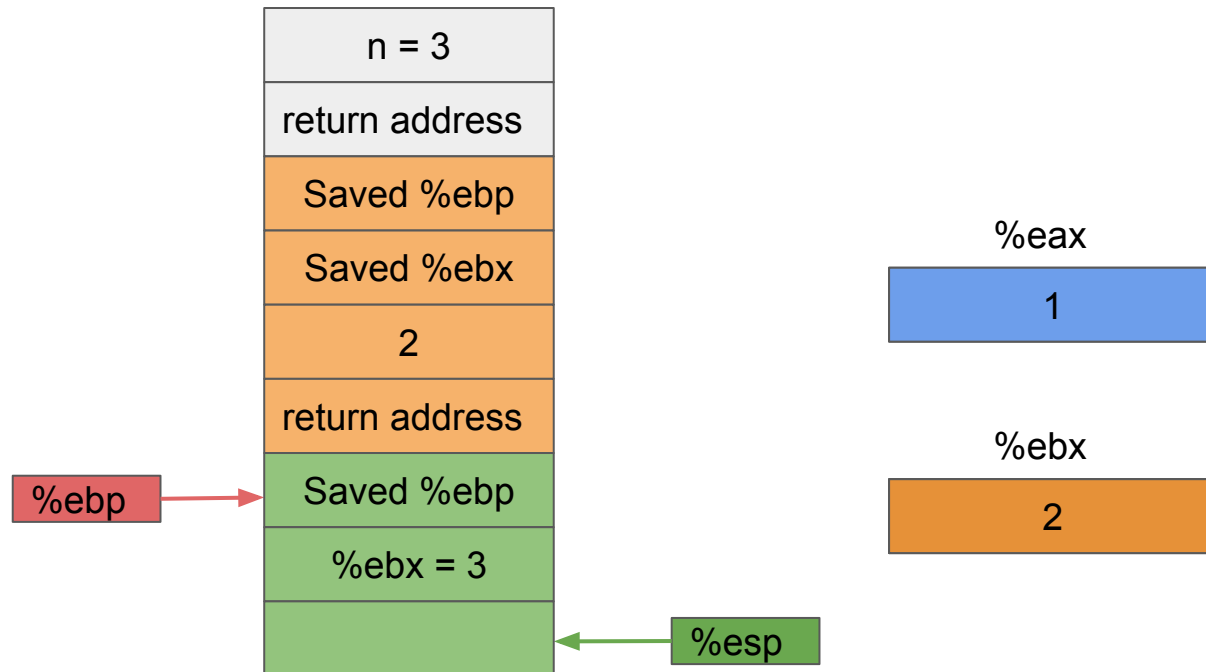 n = 3
return address
Saved %ebp
Saved %ebx
2
return address
Saved %ebp
%ebx = 3
%ebp
%esp
%eax
1
%ebx
2